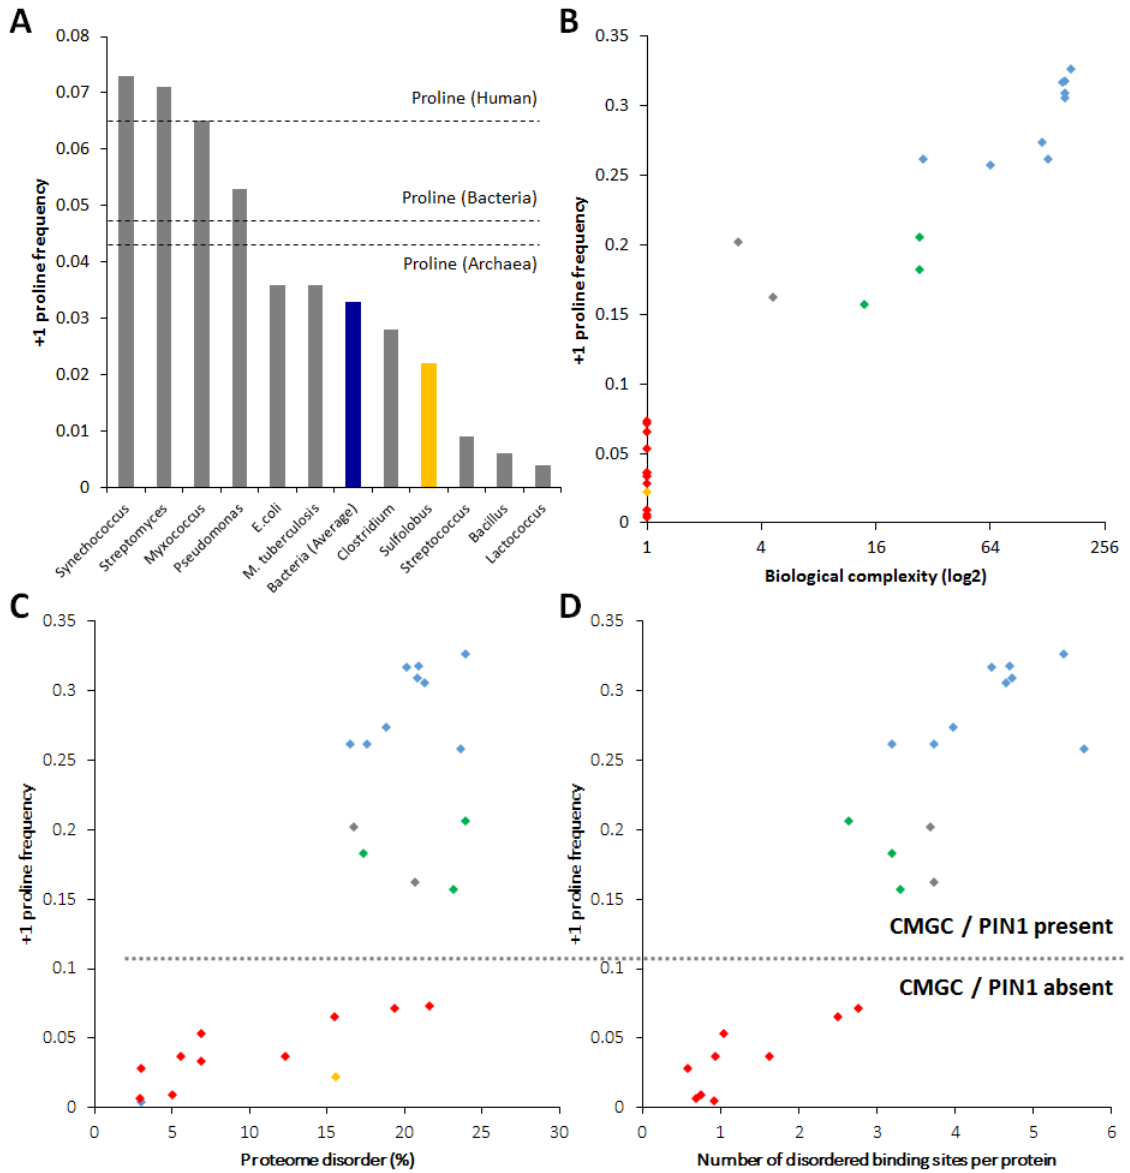 A
0.08
0.07
0.06
0.05
0.04
0.03
0.02
0.01
0
+1 proline frequency
Proline (Human)
Proline (Bacteria)
Proline (Archaea)
Synechococcus
Streptomyces
Myxococcus
Pseudomonas
E.coli
M. tuberculosis
Bacteria (Average)
Clostridium
Sulfolobus
Streptococcus
Bacillus
Lactococcus
B
0.35
0.3
0.25
0.2
0.15
0.1
0.05
0
+1 proline frequency
1 4 16 64 256
Biological complexity (log2)
C
0.35
0.3
0.25
0.2
0.15
0.1
0.05
0
+1 proline frequency
0 5 10 15 20 25 30
Proteome disorder (%)
D
0.35
0.3
0.25
0.2
0.15
0.1
0.05
0
+1 proline frequency
CMGC / PIN1 present
CMGC / PIN1 absent
0 1 2 3 4 5 6
Number of disordered binding sites per protein